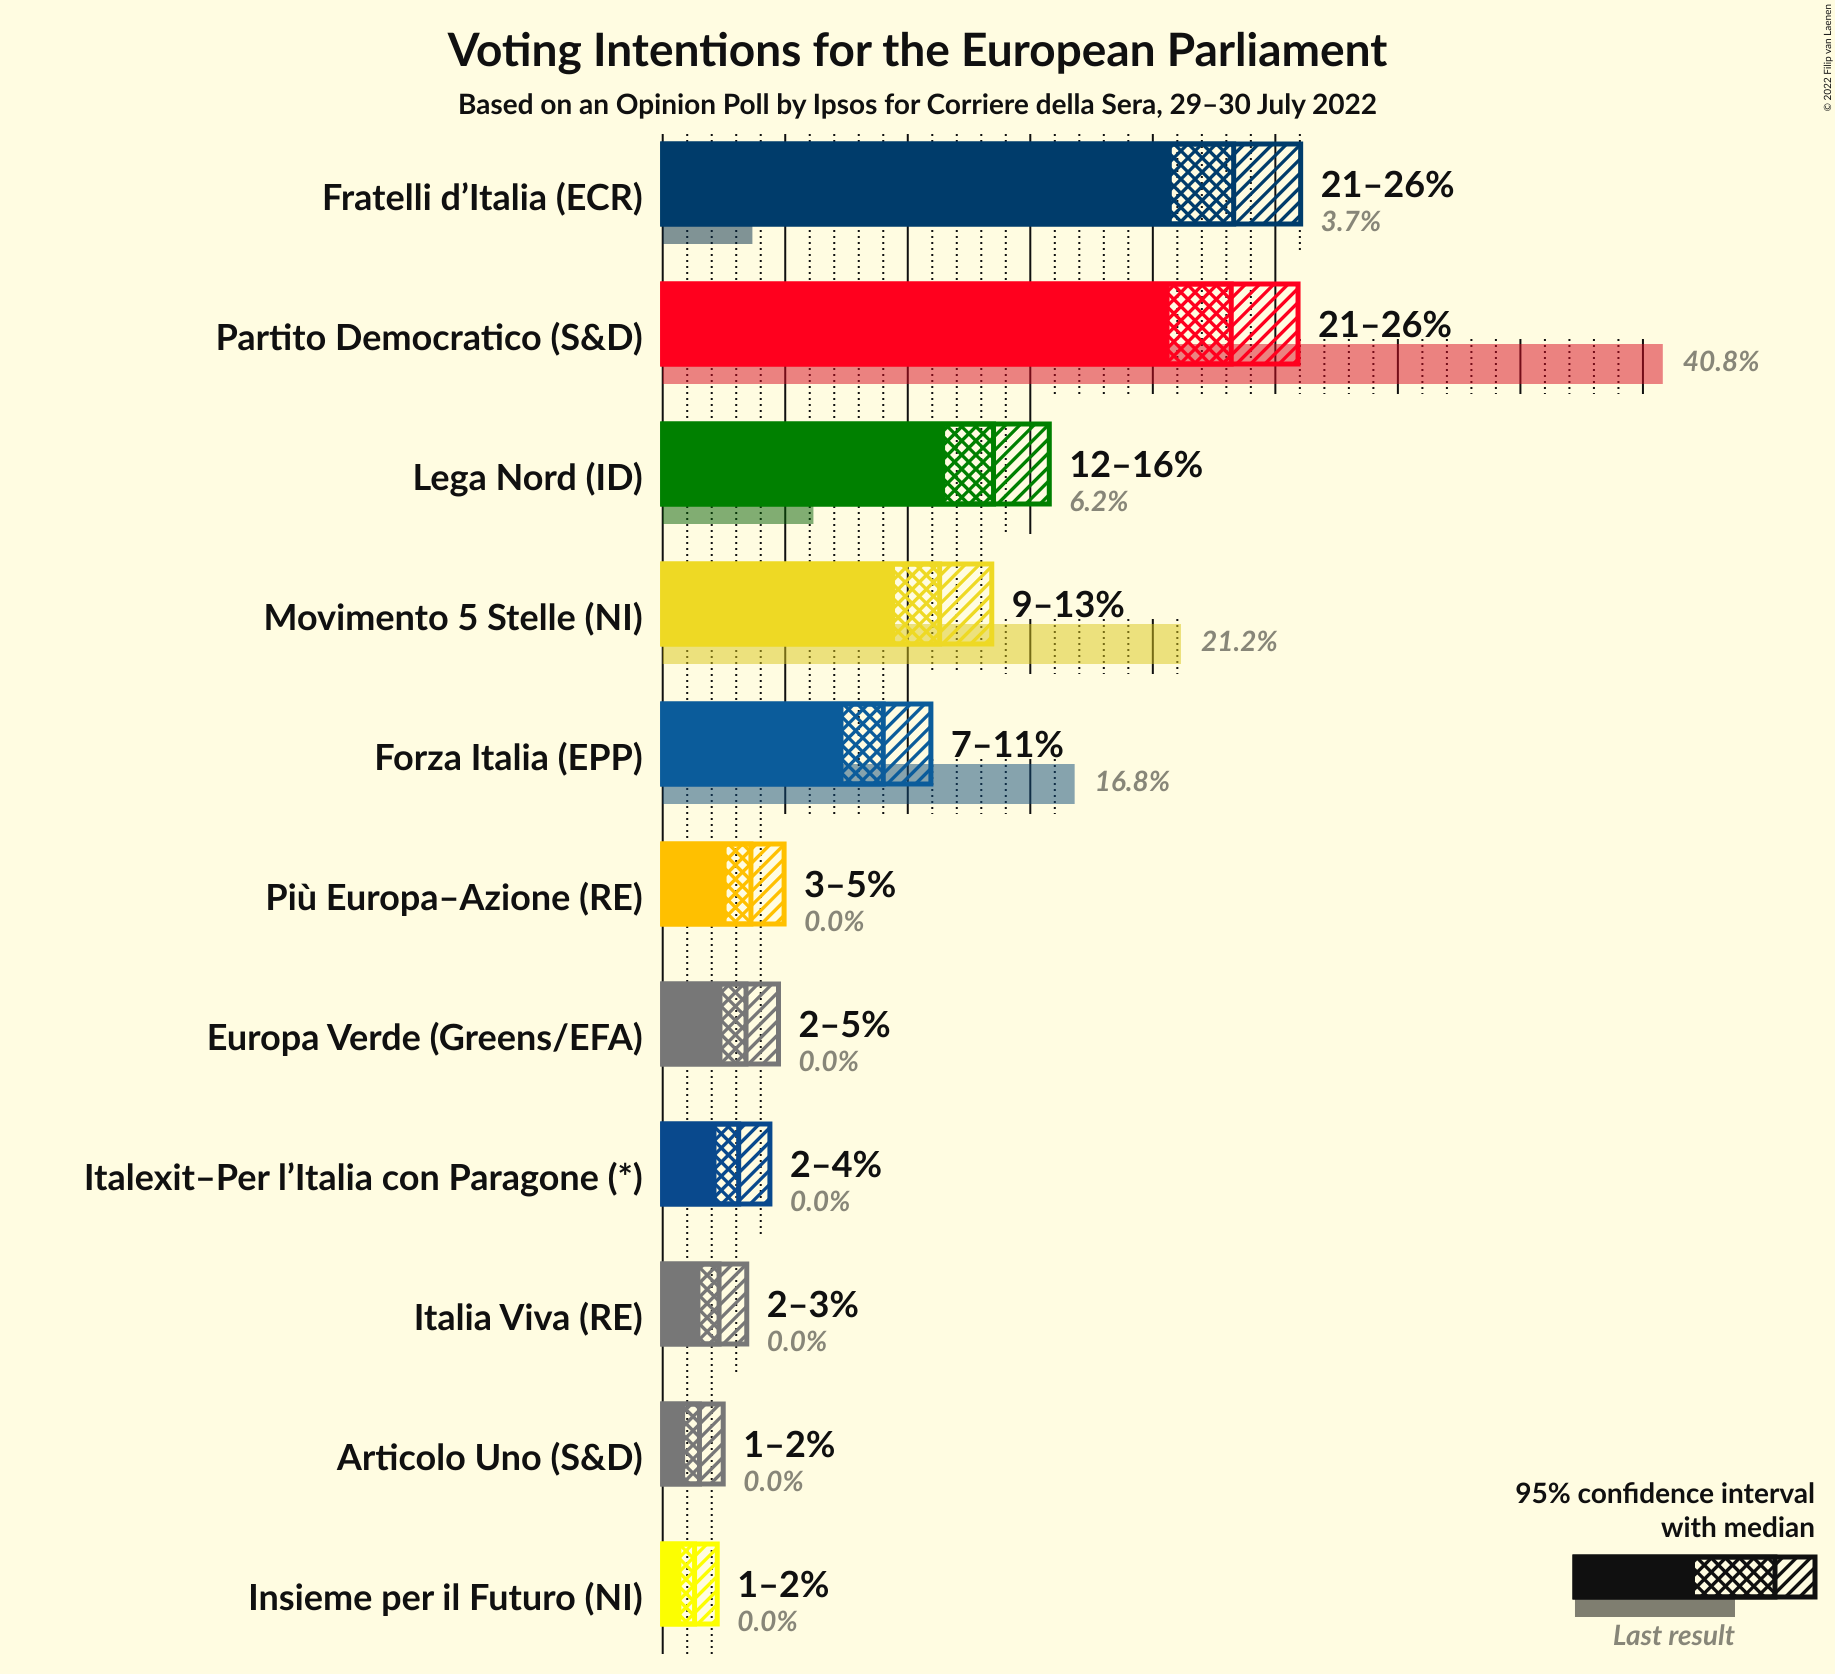 Voting Intentions for the European Parliament
Based on an Opinion Poll by Ipsos for Corriere della Sera, 29–30 July 2022
© 2022 Filip van Laenen
Fratelli d’Italia (ECR)
21–26%
3.7%
Partito Democratico (S&D)
21–26%
40.8%
Lega Nord (ID)
12–16%
6.2%
Movimento 5 Stelle (NI)
9–13%
21.2%
Forza Italia (EPP)
7–11%
16.8%
Più Europa–Azione (RE)
3–5%
0.0%
Europa Verde (Greens/EFA)
2–5%
0.0%
Italexit–Per l’Italia con Paragone (*)
2–4%
0.0%
Italia Viva (RE)
2–3%
0.0%
Articolo Uno (S&D)
1–2%
0.0%
Insieme per il Futuro (NI)
1–2%
0.0%
95% confidence interval
with median
Last result